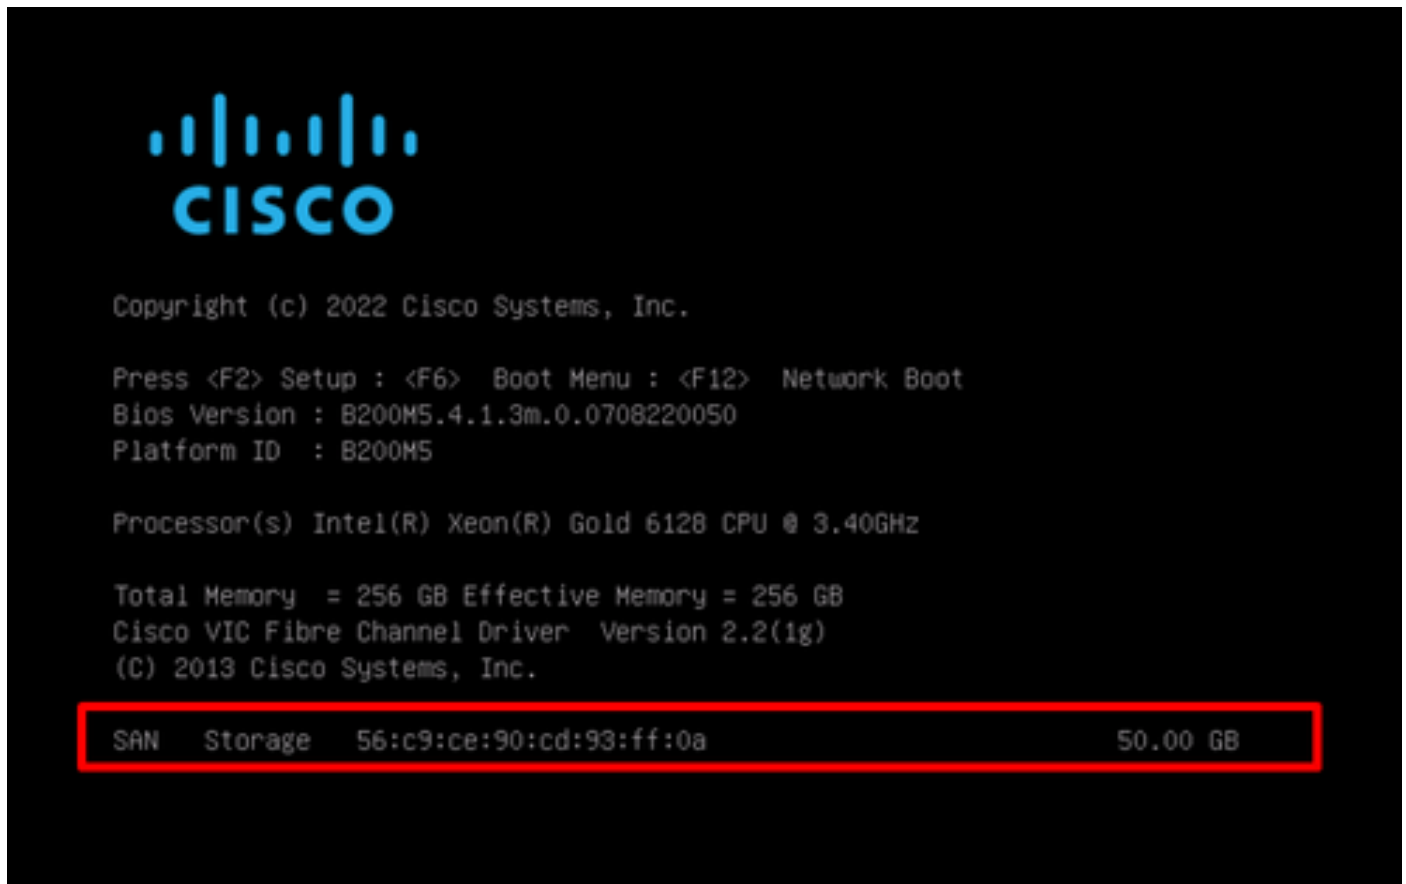 CISCO
Copyright (c) 2022 Cisco Systems, Inc.
Press <F2> Setup : <F6>  Boot Menu : <F12>  Network Boot
Bios Version : B200M5.4.1.3m.0.0708220050
Platform ID  : B200M5
Processor(s) Intel(R) Xeon(R) Gold 6128 CPU @ 3.40GHz
Total Memory  = 256 GB Effective Memory = 256 GB
Cisco VIC Fibre Channel Driver  Version 2.2(1g)
(C) 2013 Cisco Systems, Inc.
SAN   Storage   56:c9:ce:90:cd:93:ff:0a   50.00 GB